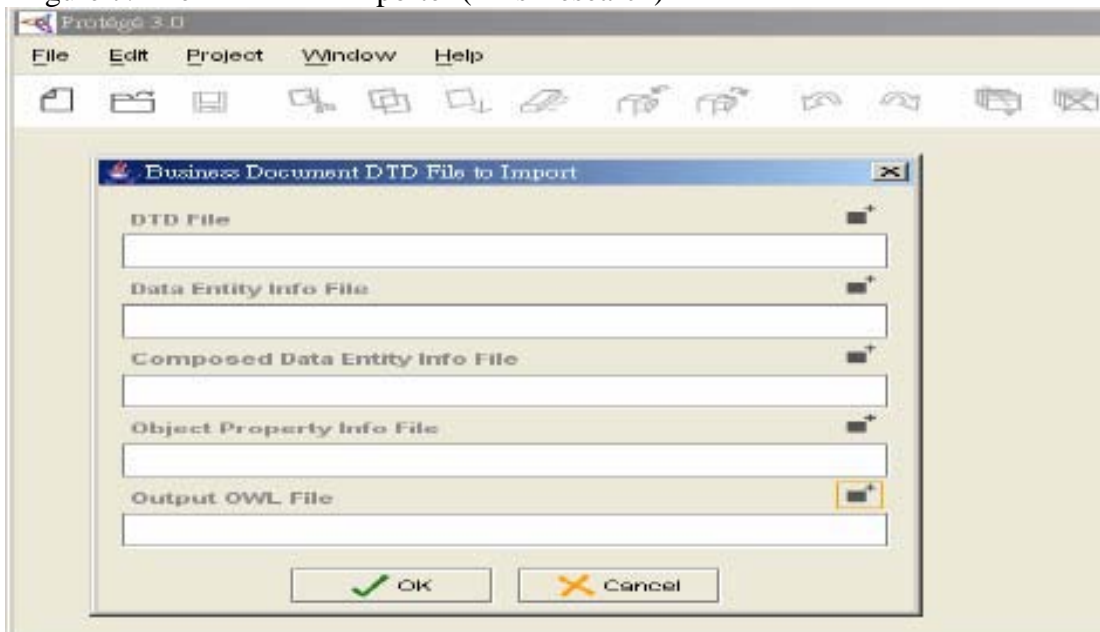 Protégé 3.0
File Edit Project Window Help
Business Document DTD File to Import
DTD File
Data Entity Info File
Composed Data Entity Info File
Object Property Info File
Output OWL File
OK Cancel